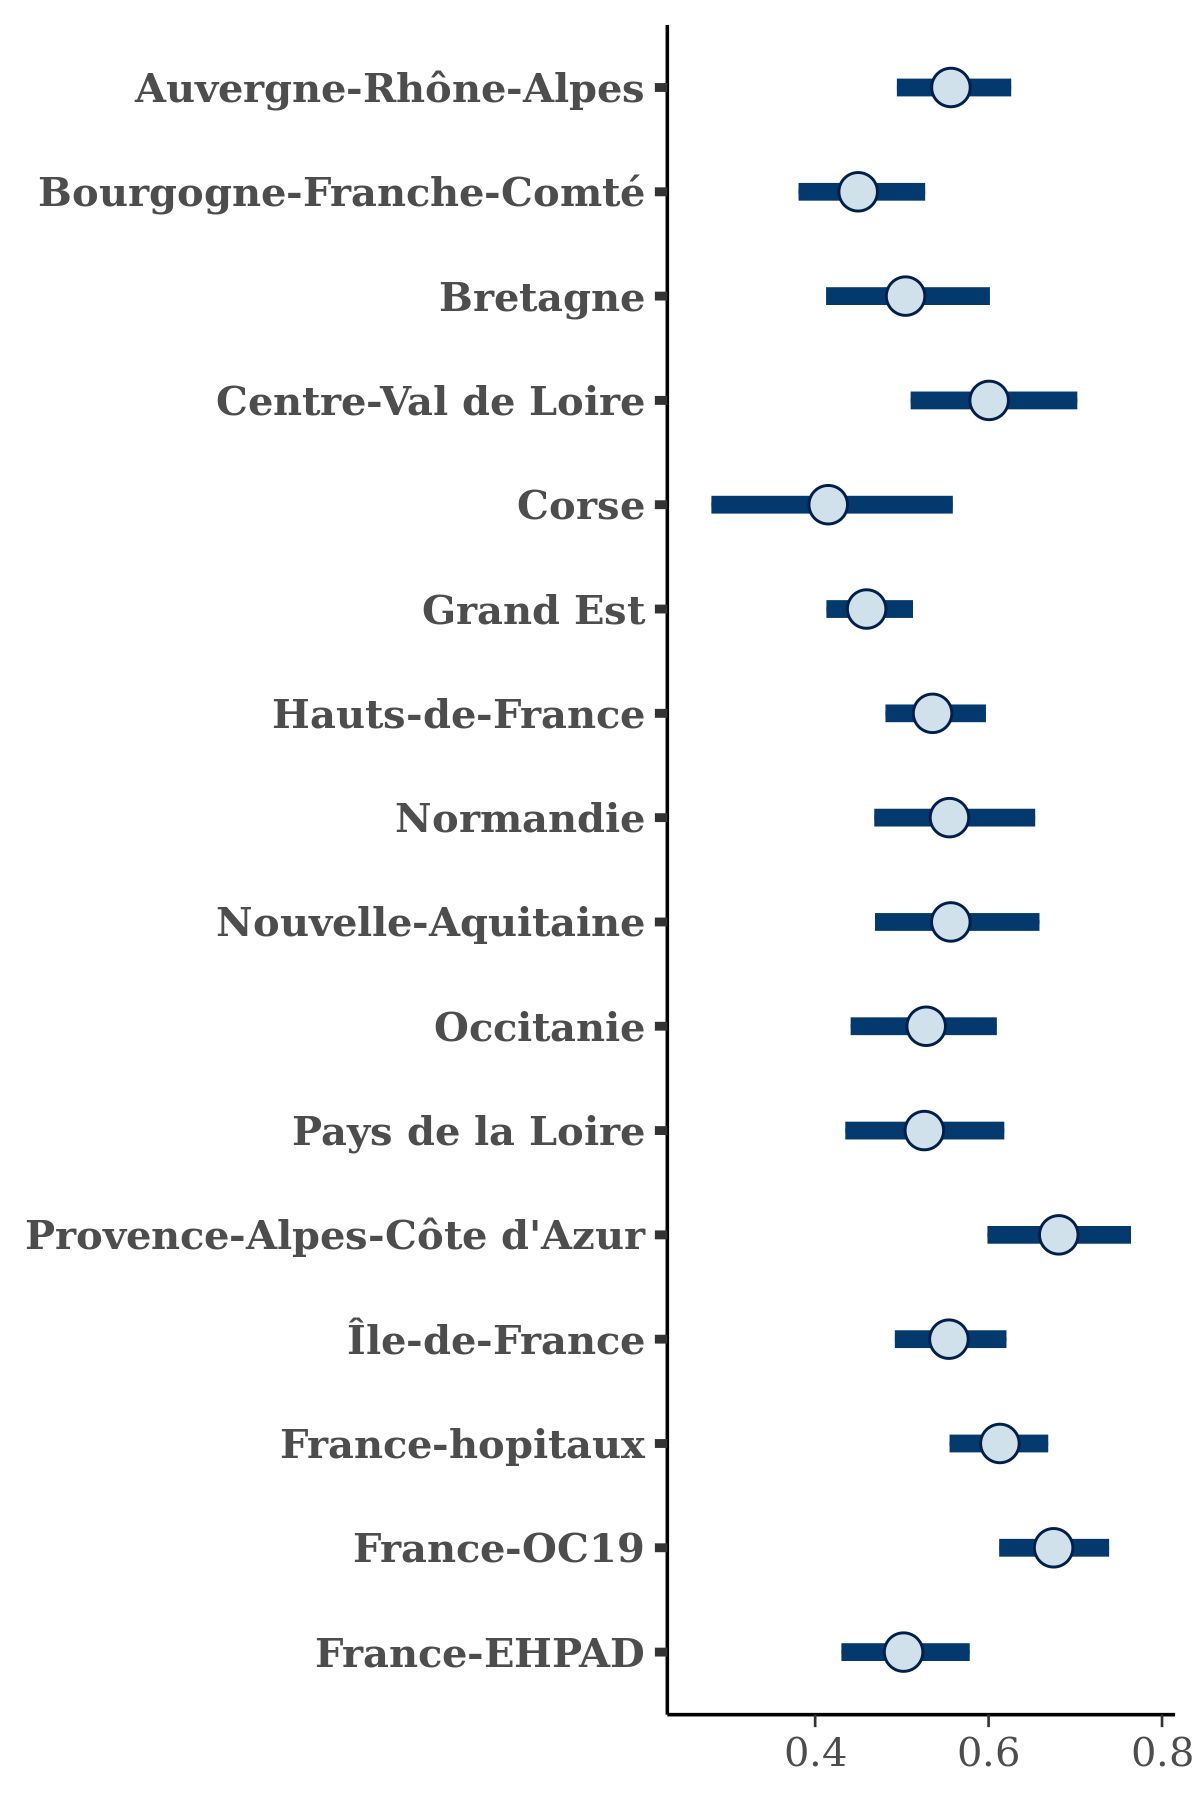 Auvergne-Rhône-Alpes
Bourgogne-Franche-Comté
Bretagne
Centre-Val de Loire
Corse
Grand Est
Hauts-de-France
Normandie
Nouvelle-Aquitaine
Occitanie
Pays de la Loire
Provence-Alpes-Côte d'Azur
Île-de-France
France-hopitaux
France-OC19
France-EHPAD
0.4 0.6 0.8